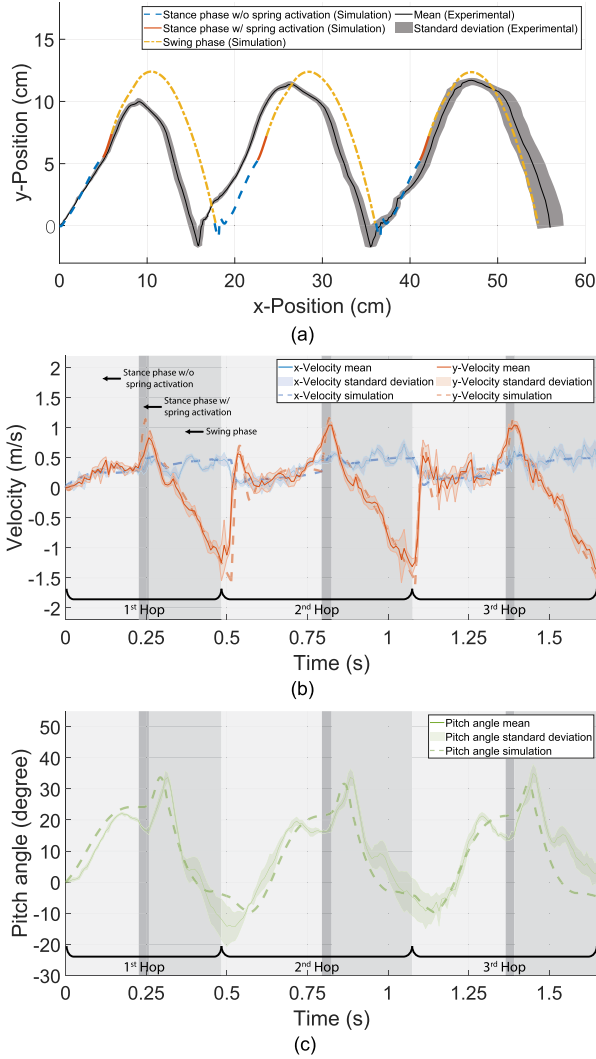 Stance phase w/o spring activation (Simulation)
Mean (Experimental)
Stance phase w/ spring activation (Simulation)
Standard deviation (Experimental)
Swing phase (Simulation)
y-Position (cm)
15
10
5
0
0
10
20
30
40
50
60
x-Position (cm)
(a)
x-Velocity mean
y-Velocity mean
x-Velocity standard deviation
y-Velocity standard deviation
x-Velocity simulation
y-Velocity simulation
Stance phase w/o
spring activation
Stance phase w/
spring activation
Swing phase
Velocity (m/s)
2
1.5
1
0.5
0
-0.5
-1
-1.5
-2
1st Hop
2nd Hop
3rd Hop
0
0.25
0.5
0.75
1
1.25
1.5
Time (s)
(b)
Pitch angle mean
Pitch angle standard deviation
Pitch angle simulation
Pitch angle (degree)
50
40
30
20
10
0
-10
-20
-30
1st Hop
2nd Hop
3rd Hop
0
0.25
0.5
0.75
1
1.25
1.5
Time (s)
(c)